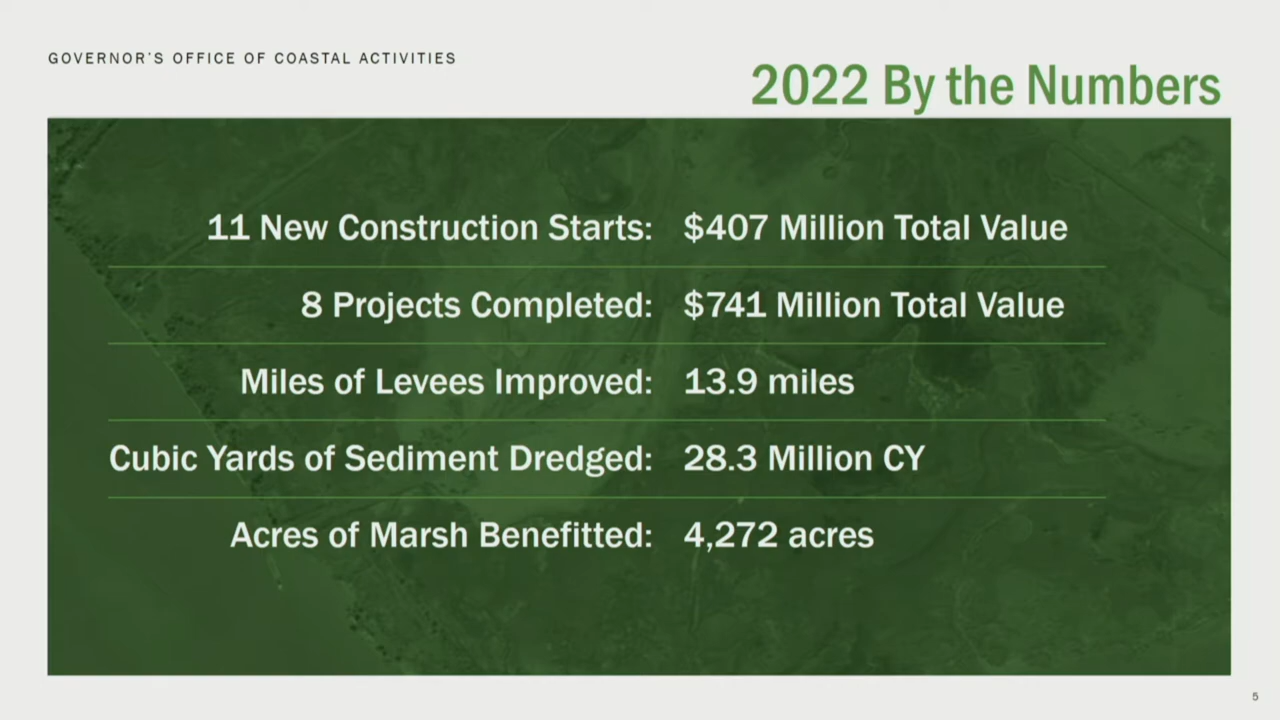 GOVERNOR'S OFFICE OF COASTAL ACTIVITIES
2022 By the Numbers
11 New Construction Starts: $407 Million Total Value
8 Projects Completed: $741 Million Total Value
Miles of Levees Improved: 13.9 miles
Cubic Yards of Sediment Dredged: 28.3 Million CY
Acres of Marsh Benefitted: 4,272 acres
5